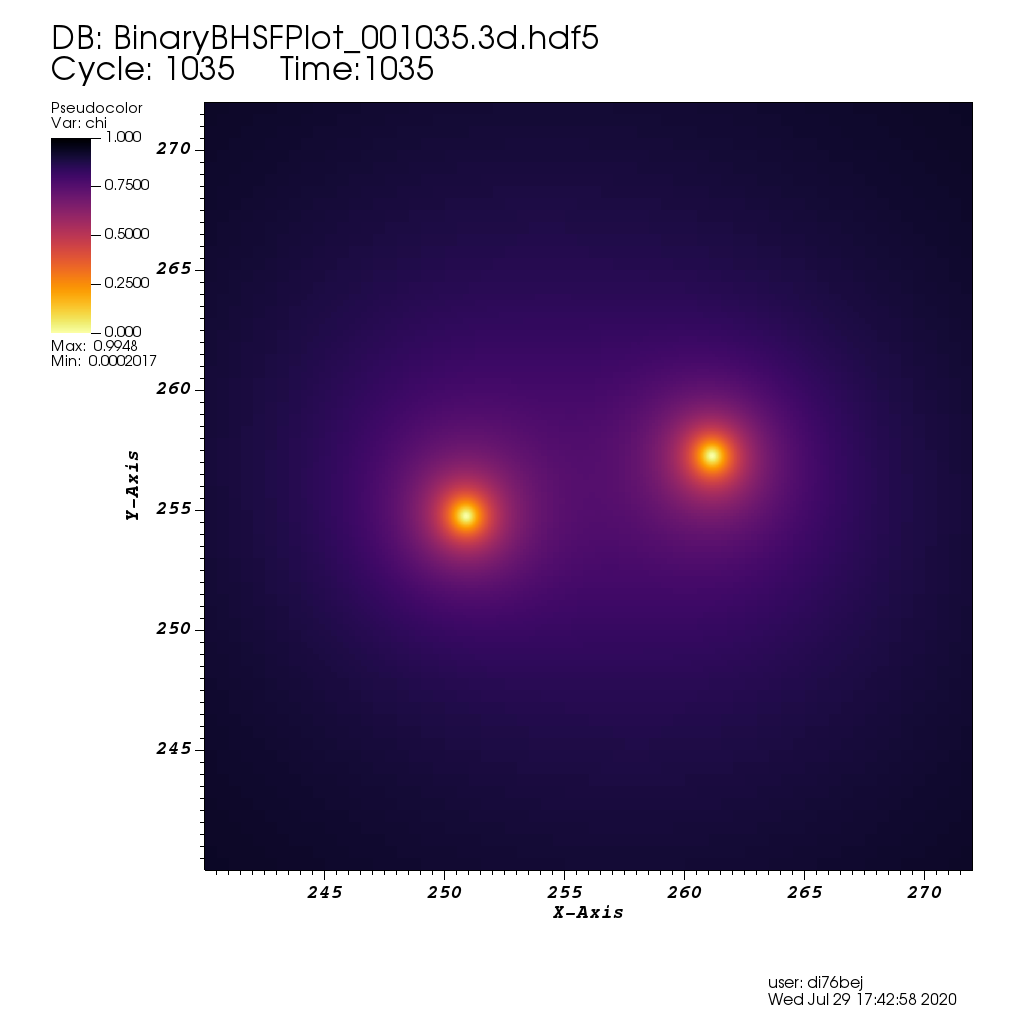 DB: BinaryBHSFPlot_001035.3d.hdf5
Cycle: 1035 Time:1035
Pseudocolor
Var: chi
1.000
0.7500
0.5000
0.2500
0.000
Max: 0.9948
Min: 0.0002017
270
265
260
255
250
245
Y-Axis
245 250 255 260 265 270
X-Axis
user: di76bej
Wed Jul 29 17:42:58 2020